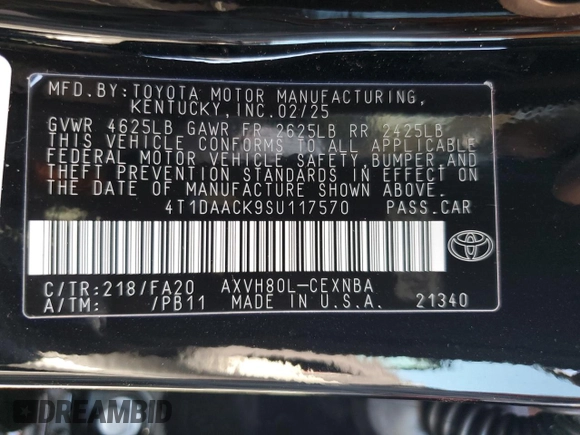 MFD.BY:TOYOTA MOTOR MANUFACTURING,
KENTUCKY, INC.02/25
GVWR 4625LB GAWR FR 2625LB RR 2425LB
THIS VEHICLE CONFORMS TO ALL APPLICABLE
FEDERAL MOTOR VEHICLE SAFETY, BUMPER,AND
THEFT PREVENTION STANDARDS IN EFFECT ON
THE DATE OF MANUFACTURE SHOWN ABOVE.
4T1DAACK9SU117570 PASS.CAR
C/TR:218/FA20 AXVH80L-CEXNBA
A/TM: /PB11 MADE IN U.S.A. 21340
DREAMBID